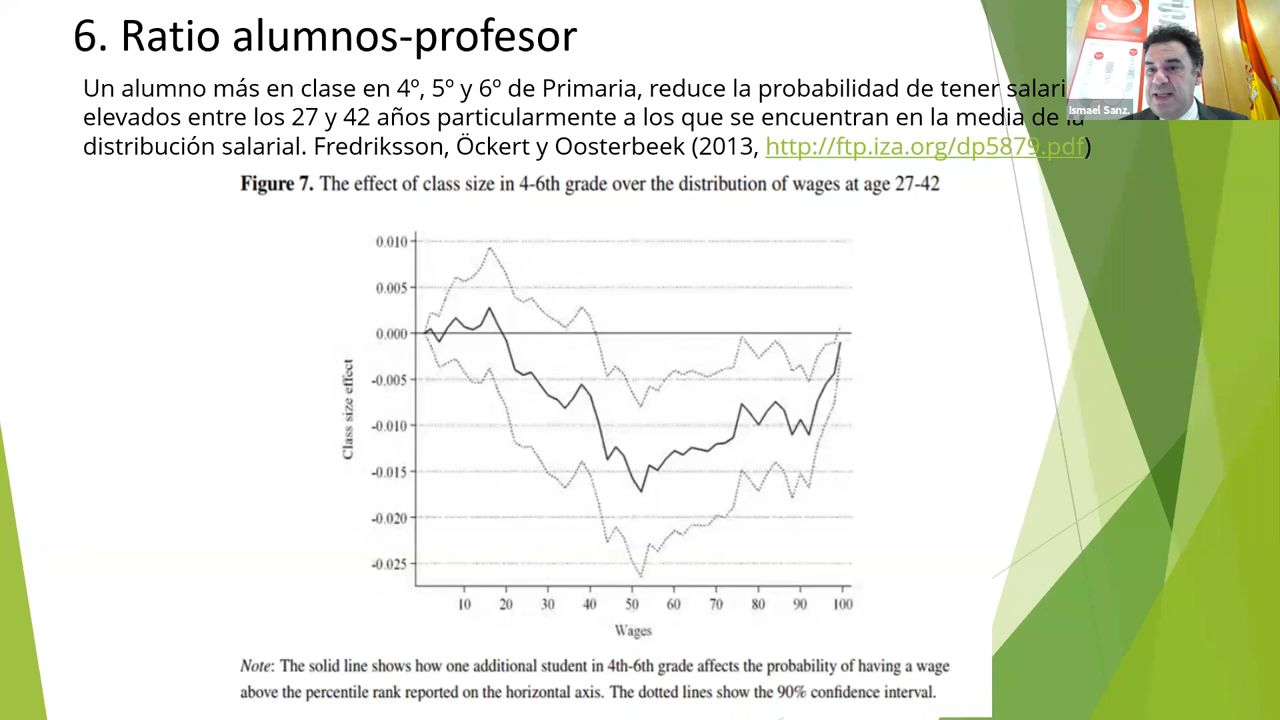 6. Ratio alumnos-profesor
Un alumno más en clase en 4º, 5º y 6º de Primaria, reduce la probabilidad de tener salari
elevados entre los 27 y 42 años particularmente a los que se encuentran en la media de la
distribución salarial. Fredriksson, Öckert y Oosterbeek (2013, http://ftp.iza.org/dp5879.pdf)
Ismael Sanz.
Figure 7. The effect of class size in 4-6th grade over the distribution of wages at age 27-42
0.010
0.005
0.000
-0.005
-0.010
-0.015
-0.020
-0.025
Class size effect
10 20 30 40 50 60 70 80 90 100
Wages
Note: The solid line shows how one additional student in 4th-6th grade affects the probability of having a wage
above the percentile rank reported on the horizontal axis. The dotted lines show the 90% confidence interval.